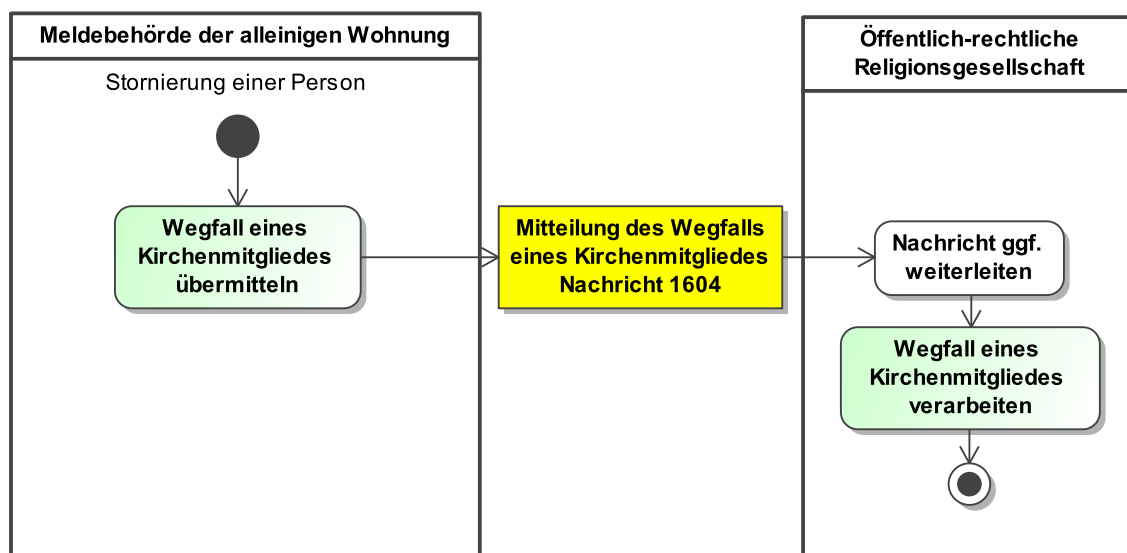 Meldebehörde der alleinigen Wohnung
Stornierung einer Person
Wegfall eines
Kirchenmitgliedes
übermitteln
Mitteilung des Wegfalls
eines Kirchenmitgliedes
Nachricht 1604
Öffentlich-rechtliche
Religionsgesellschaft
Nachricht ggf.
weiterleiten
Wegfall eines
Kirchenmitgliedes
verarbeiten